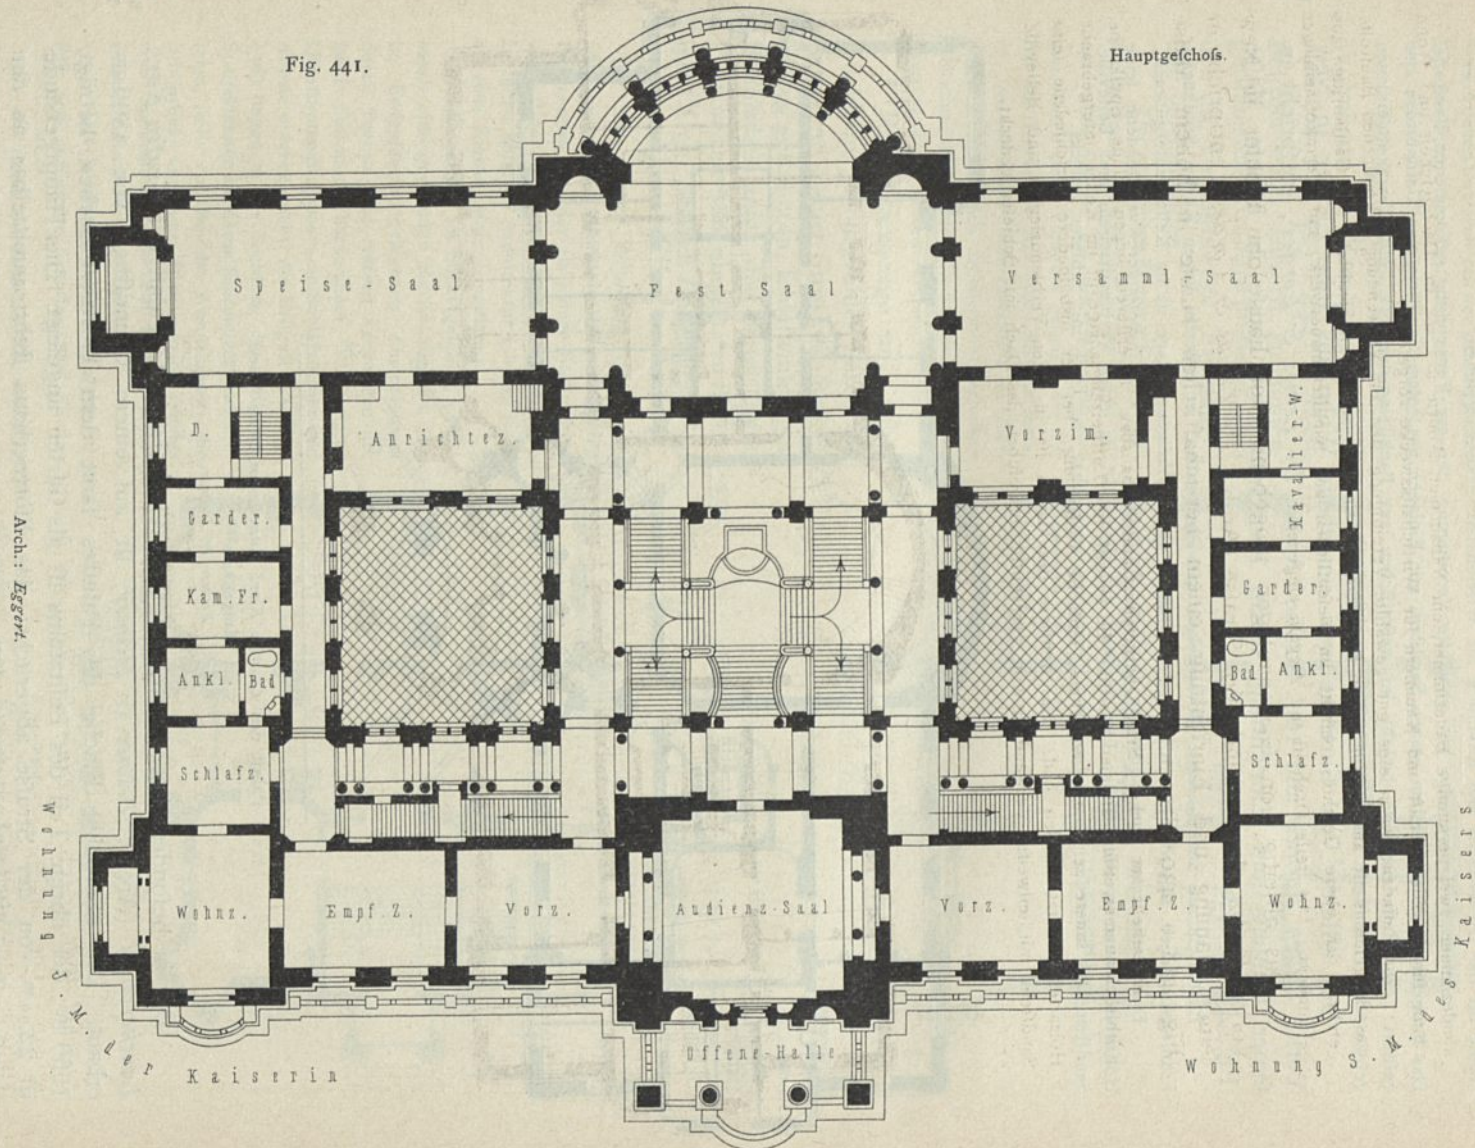 Fig. 441.
Hauptgeſchoſs.
Speise-Saal
Fest Saal
Versamml-Saal
D.
Anrichtez.
Vorzim.
Kavalier-W.
Garder.
Garder.
Kam.Fr.
Ankl.
Bad
Bad
Ankl.
Schlafz.
Schlafz.
Wohnz.
Empf.Z.
Vorz.
Audienz-Saal
Vorz.
Empf.Z.
Wohnz.
Offene-Halle
Wohnung J. M. der Kaiserin
Wohnung S. M. des Kaisers
Arch.: Eggert.